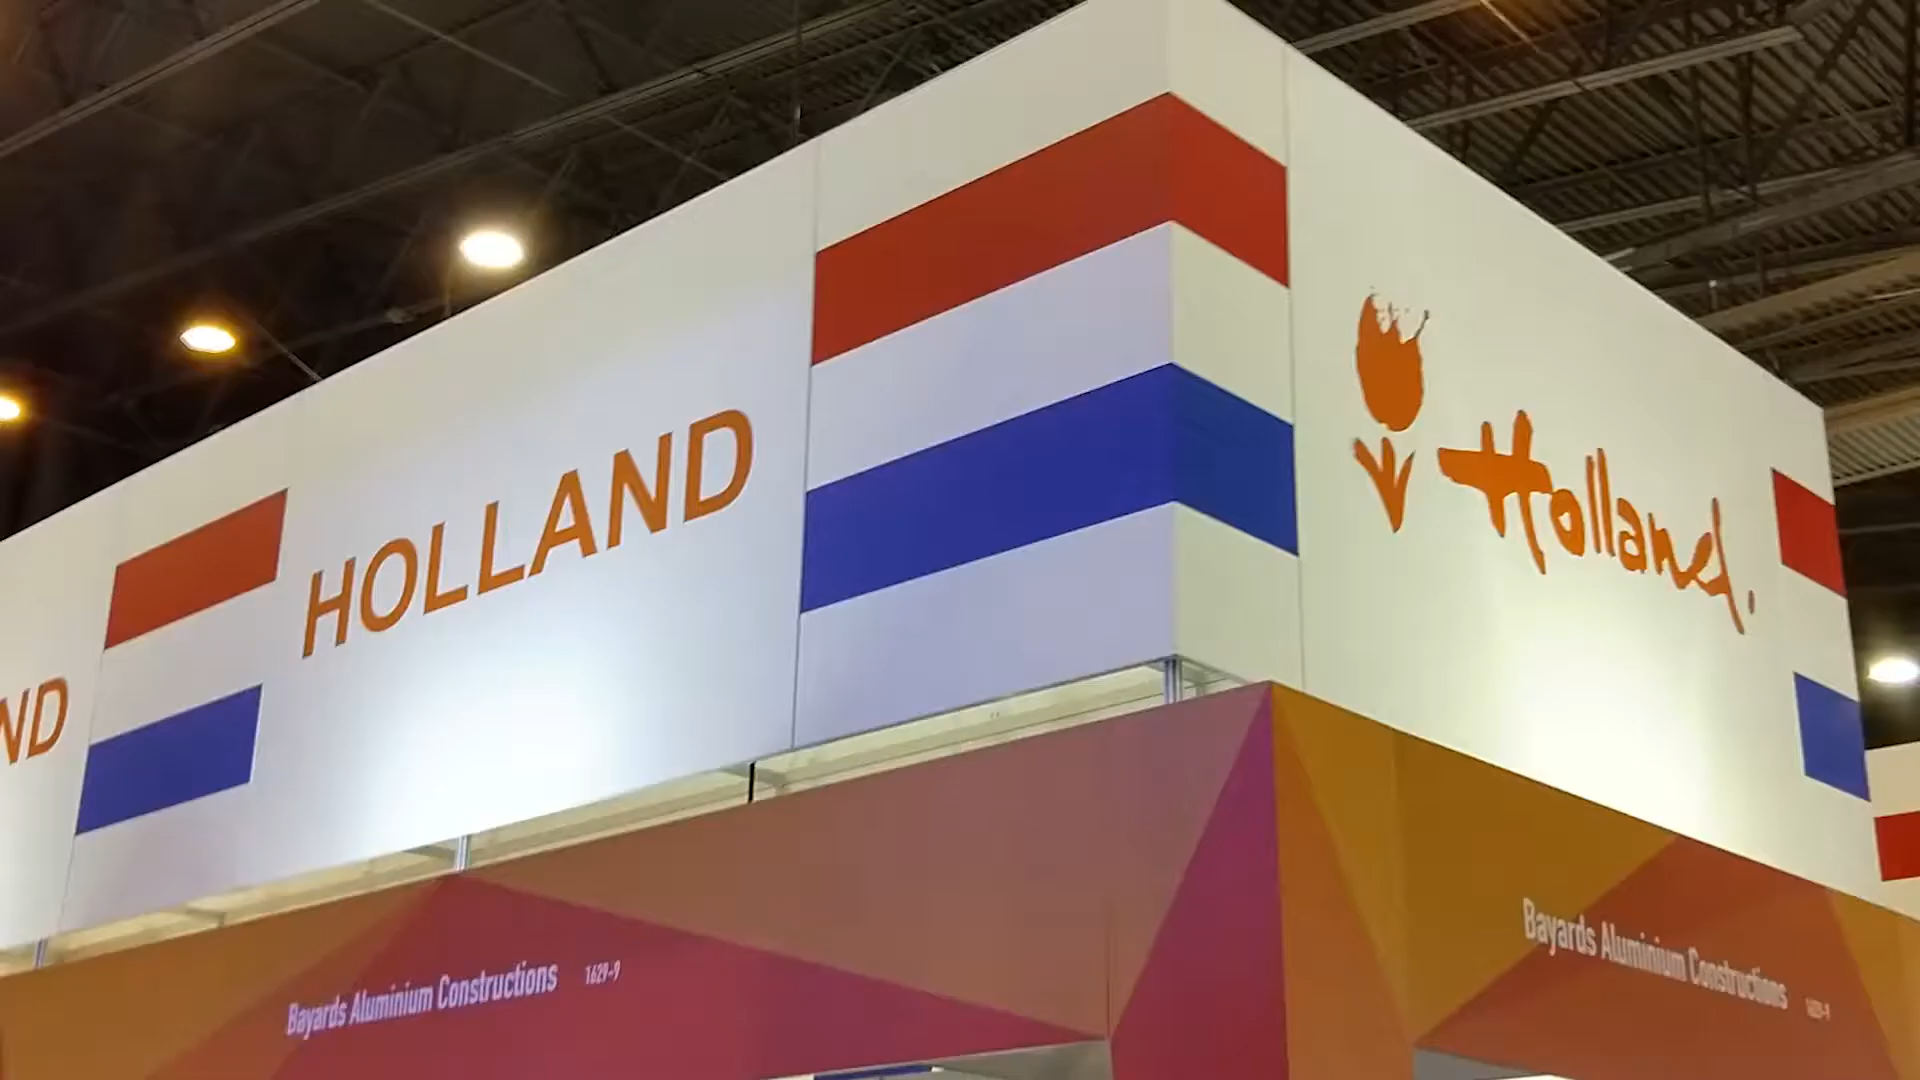 ND
HOLLAND
Holland.
Bayards Aluminium Constructions 1629-9
Bayards Aluminium Constructions 1629-9